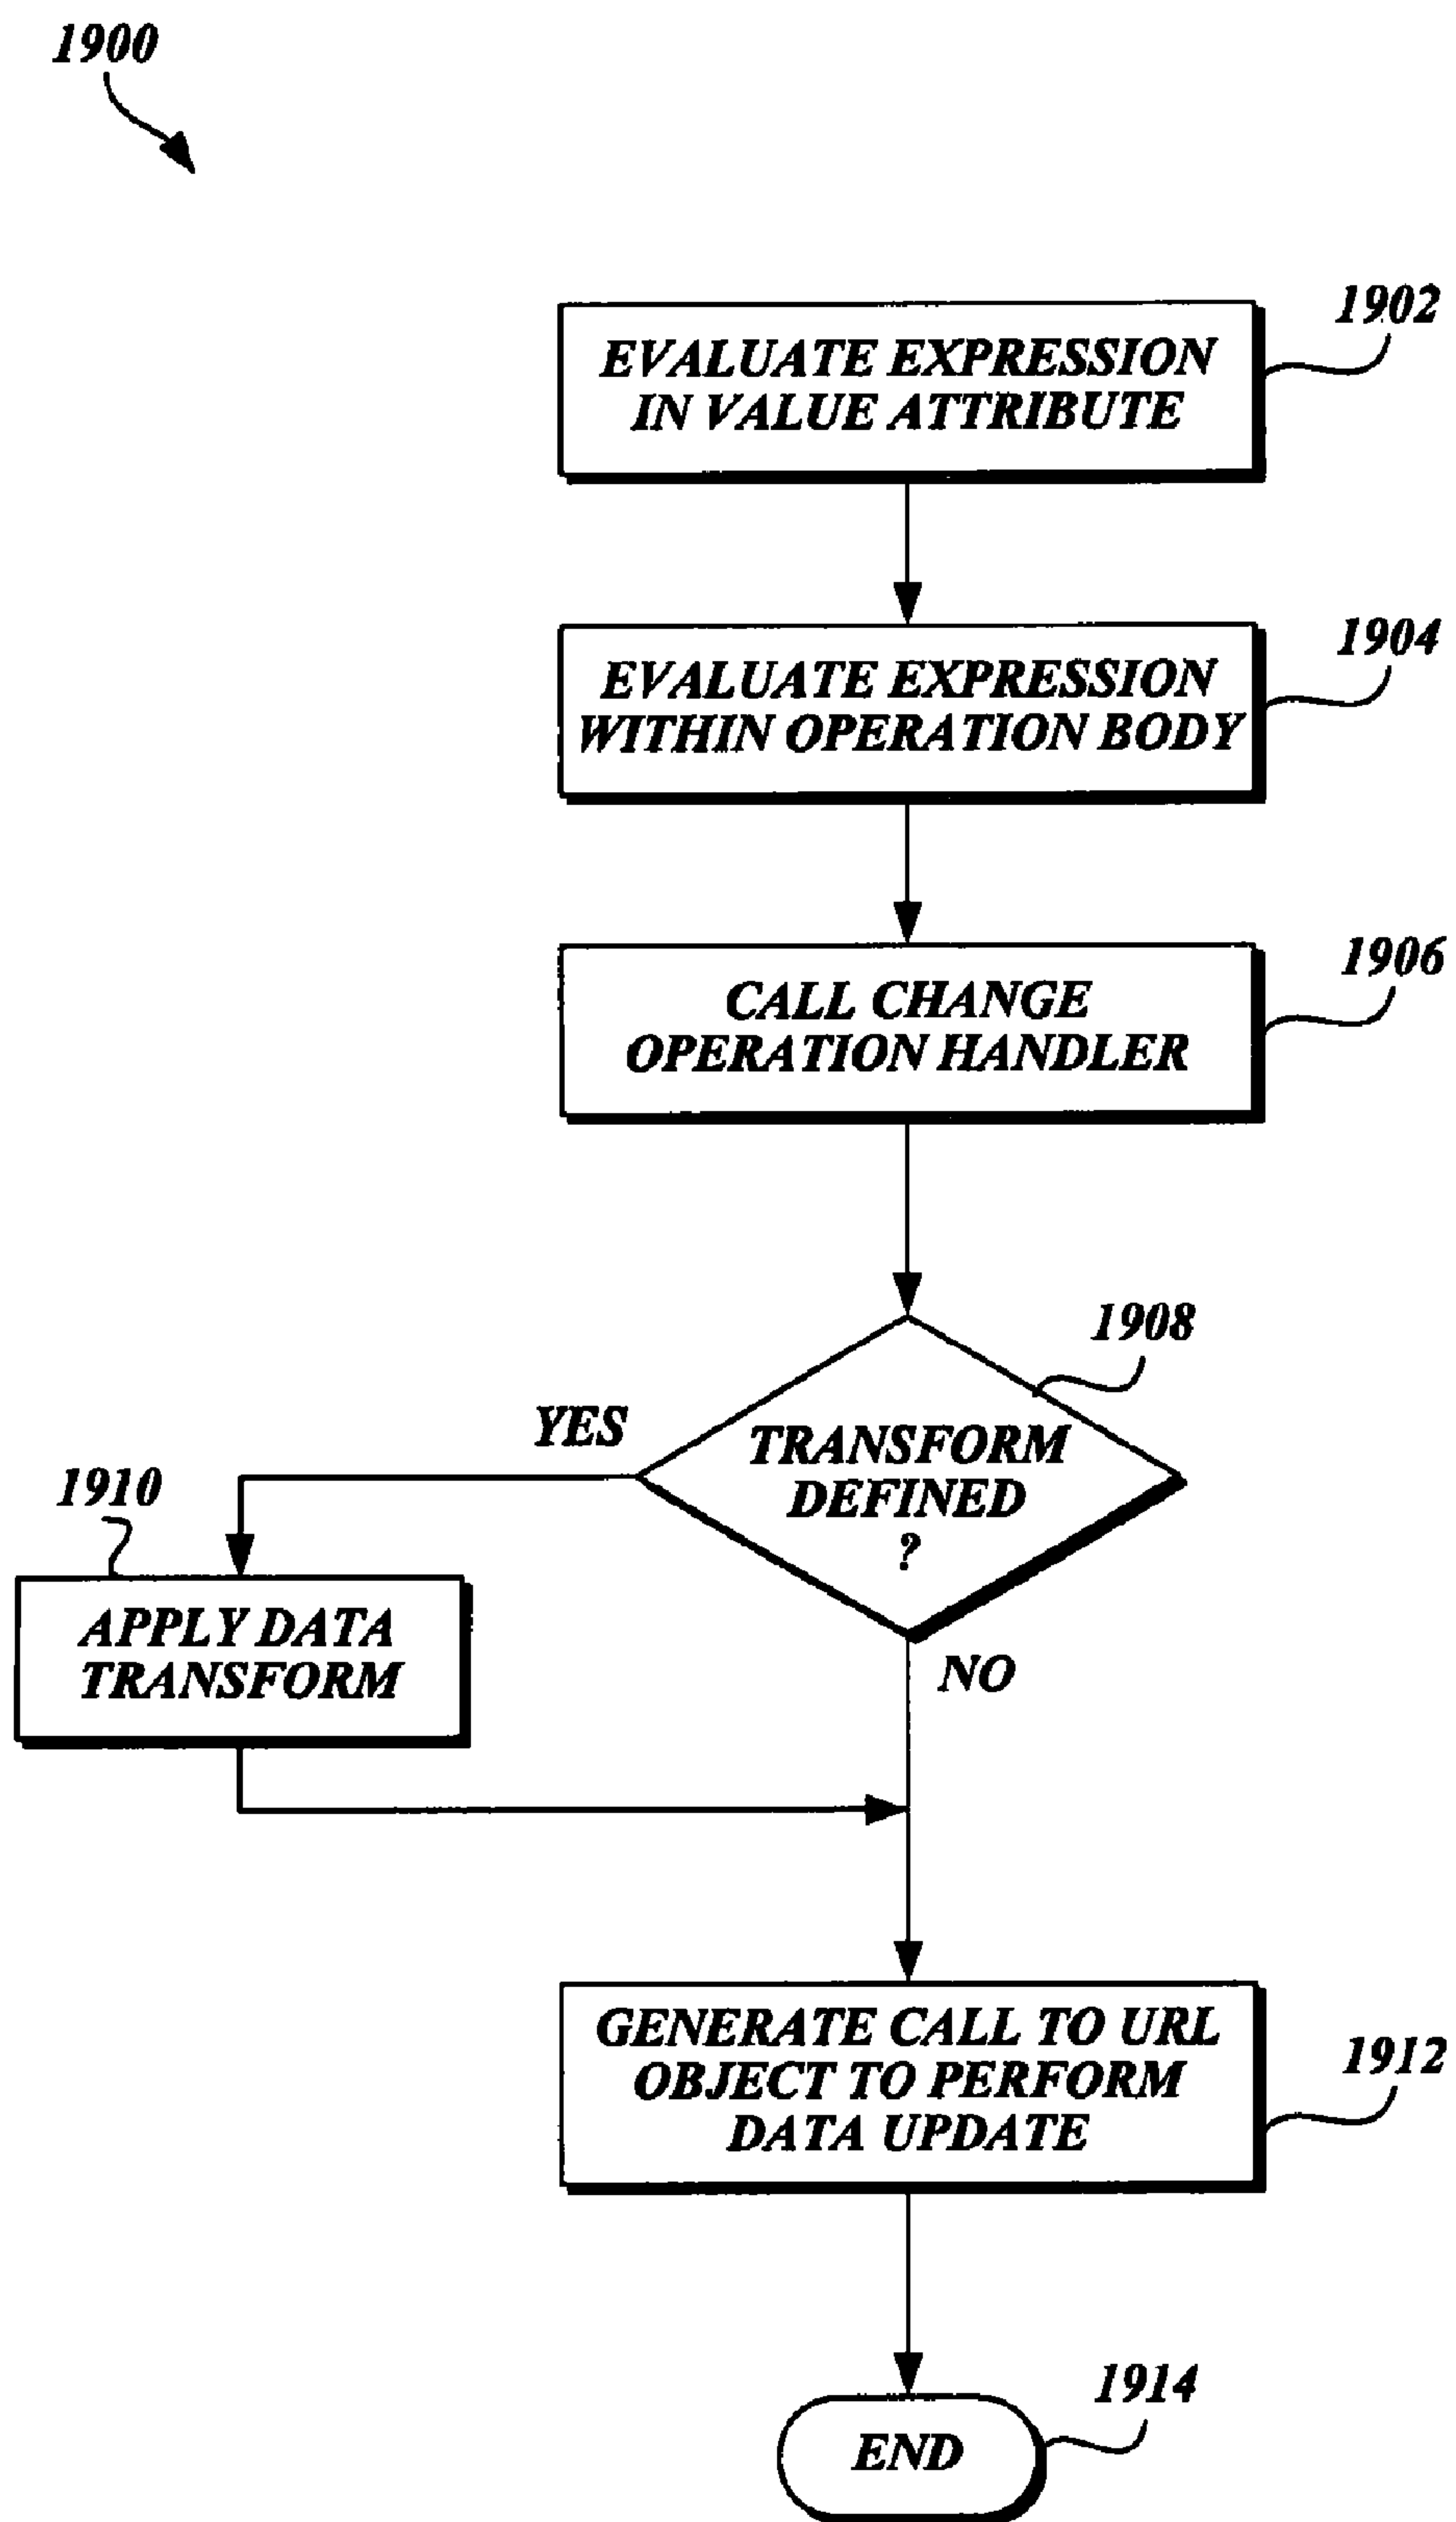 1900
1902
EVALUATE EXPRESSION
IN VALUE ATTRIBUTE
1904
EVALUATE EXPRESSION
WITHIN OPERATION BODY
1906
CALL CHANGE
OPERATION HANDLER
1908
TRANSFORM
DEFINED
?
YES
1910
APPLY DATA
TRANSFORM
NO
GENERATE CALL TO URL
OBJECT TO PERFORM
DATA UPDATE
1912
1914
END